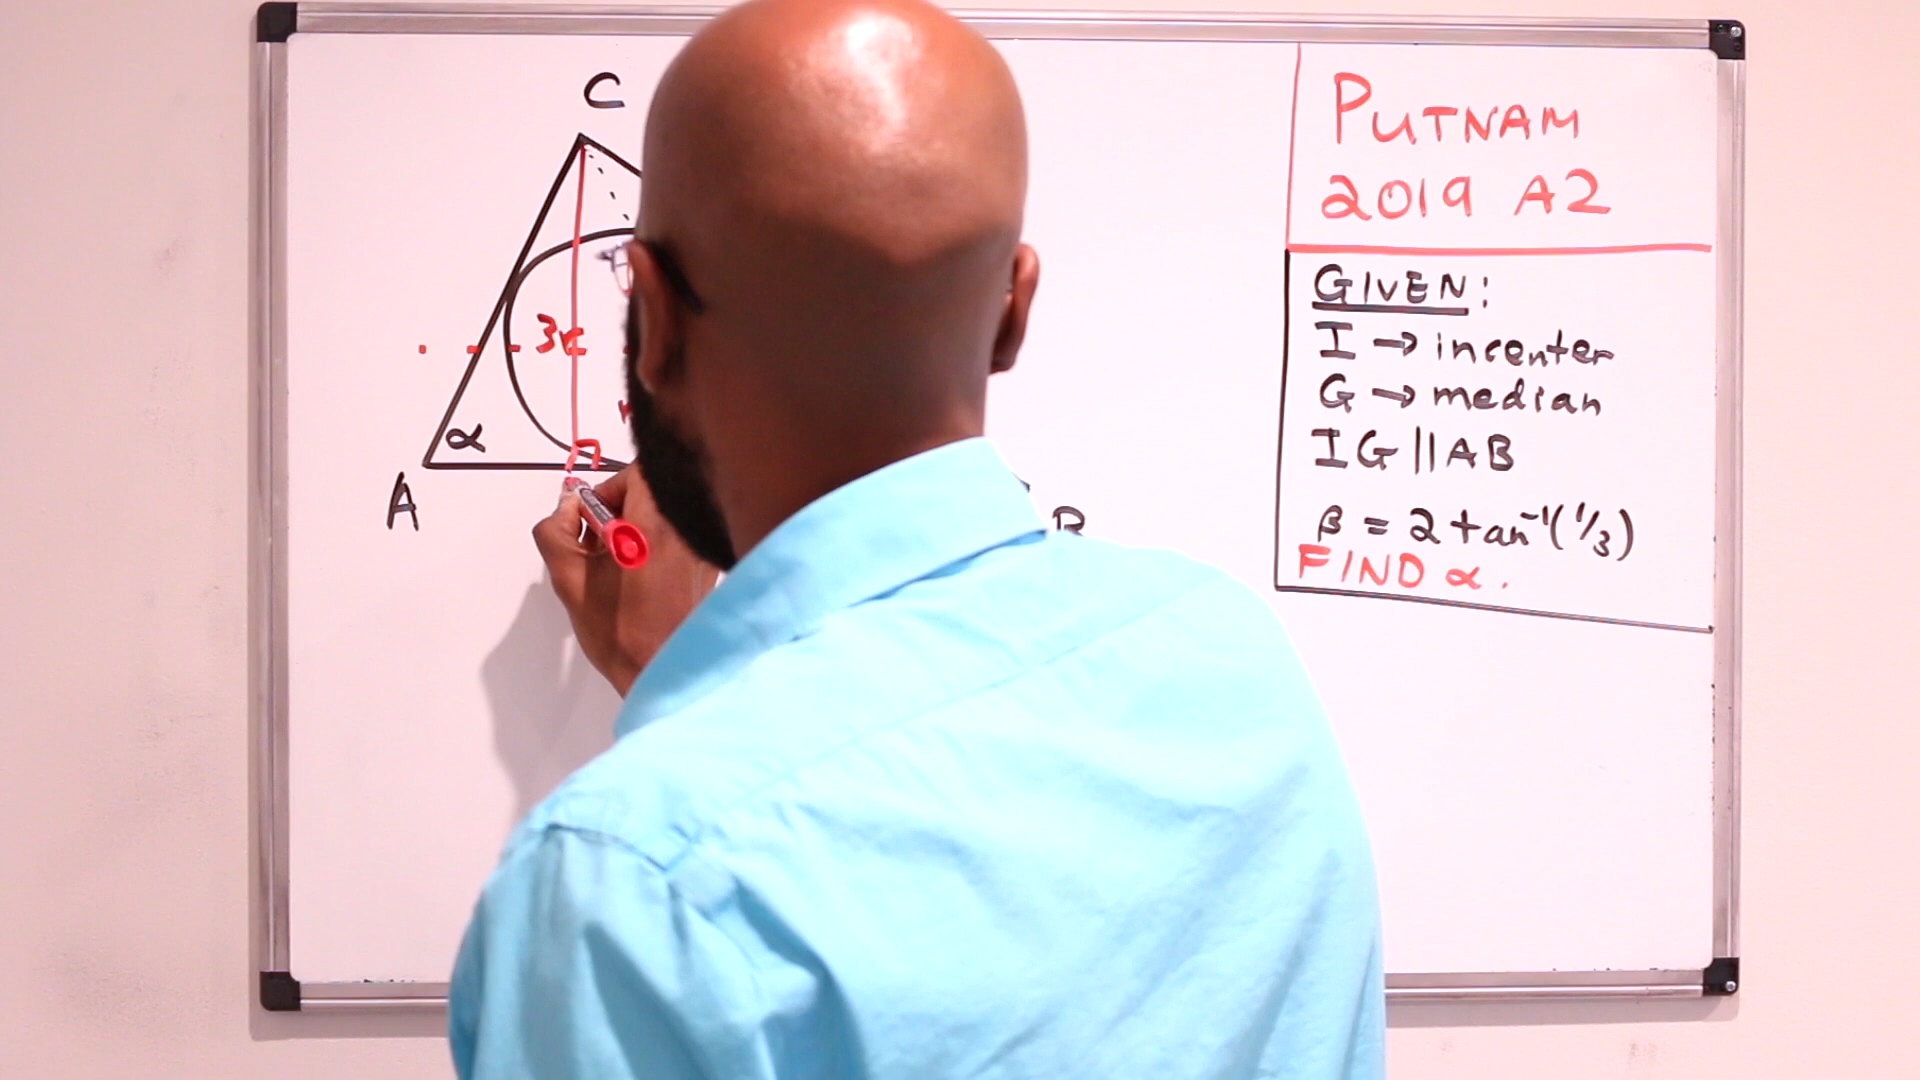 C
3r
α
A
B
PUTNAM
2019 A2
GIVEN:
I → incenter
G → median
IG || AB
β = 2 tan⁻¹(1/3)
FIND α.